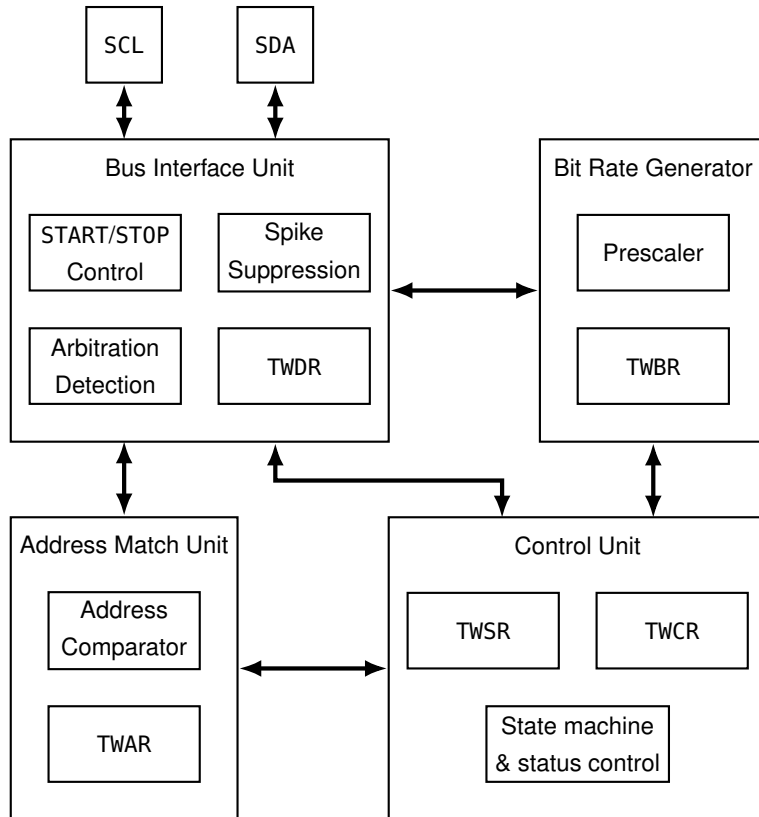 SCL
SDA
Bus Interface Unit
START/STOP
Control
Spike
Suppression
Arbitration
Detection
TWDR
Bit Rate Generator
Prescaler
TWBR
Address Match Unit
Address
Comparator
TWAR
Control Unit
TWSR
TWCR
State machine
& status control